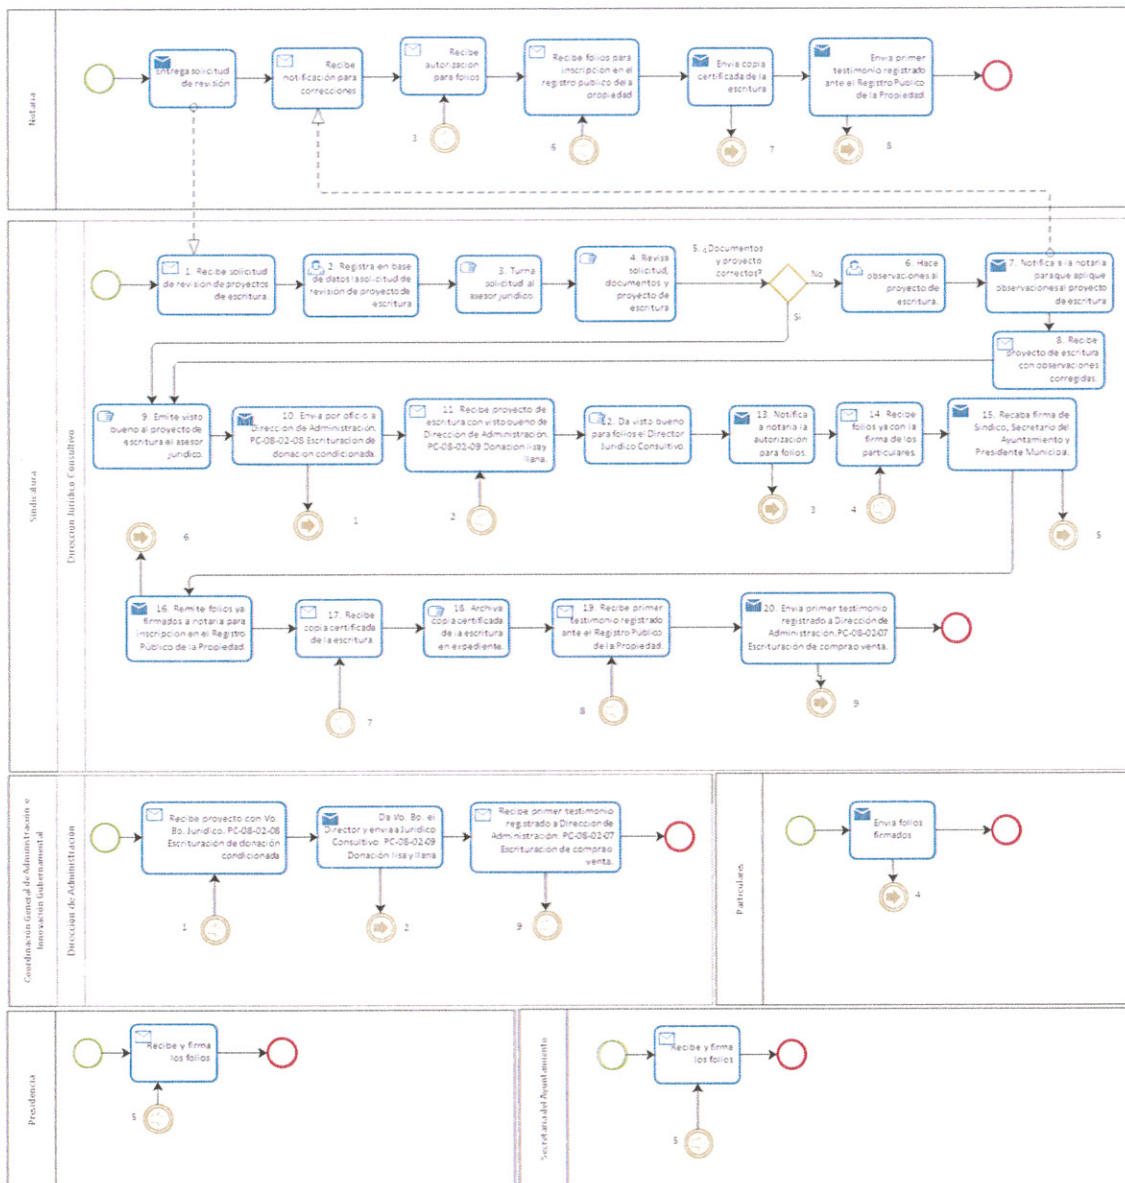 Notaría
Entrega solicitud
de revisión
Recibe
notificación para
correcciones
Recibe
autorización
para folios
Recibe folios para
inscripción en el
registro público de la
propiedad
Envía copia
certificada de la
escritura
Envía primer
testimonio registrado
ante el Registro Público
de la Propiedad.
3
6
7
8
Sindicatura
Dirección Jurídico Consultivo
1. Recibe solicitud
de revisión de proyectos
de escritura.
2. Registra en base
de datos la solicitud de
revisión de proyecto de
escritura
3. Turna
solicitud al
asesor jurídico.
4. Revisa
solicitud,
documentos y
proyecto de
escritura
5. ¿Documentos
y proyecto
correctos?
No
Si
6. Hace
observaciones al
proyecto de
escritura.
7. Notifica a la notaría
para que aplique
observaciones al proyecto
de escritura
8. Recibe
proyecto de escritura
con observaciones
corregidas.
9. Emite visto
bueno al proyecto de
escritura el asesor
jurídico.
10. Envía por oficio a
Dirección de Administración.
PC-08-02-08 Escrituración de
donación condicionada.
11. Recibe proyecto de
escritura con visto bueno de
Dirección de Administración.
PC-08-02-09 Donación lisa y
llana.
12. Da visto bueno
para folios el Director
Jurídico Consultivo.
13. Notifica
a notaría la
autorización
para folios.
14. Recibe
folios ya con la
firma de los
particulares.
15. Recaba firma de
Síndico, Secretario del
Ayuntamiento y
Presidente Municipal.
1
2
3
4
5
6
16. Remite folios ya
firmados a notaría para
inscripción en el Registro
Público de la Propiedad.
17. Recibe
copia certificada
de la escritura.
18. Archiva
copia certificada
de la escritura
en expediente.
19. Recibe primer
testimonio registrado
ante el Registro Público
de la Propiedad.
20. Envía primer testimonio
registrado a Dirección de
Administración. PC-08-02-07
Escrituración de compra o venta.
7
8
9
Coordinación General de Administración e
Innovación Gubernamental
Dirección de Administración
Recibe proyecto con Vo.
Bo. Jurídico. PC-08-02-08
Escrituración de donación
condicionada
Da Vo. Bo. el
Director y envía a Jurídico
Consultivo. PC-08-02-09
Donación lisa y llana
Recibe primer testimonio
registrado a Dirección de
Administración. PC-08-02-07
Escrituración de compra o
venta.
1
2
9
Particulares
Envía folios
firmados
4
Presidencia
Recibe y firma
los folios
5
Secretaría del Ayuntamiento
Recibe y firma
los folios
5